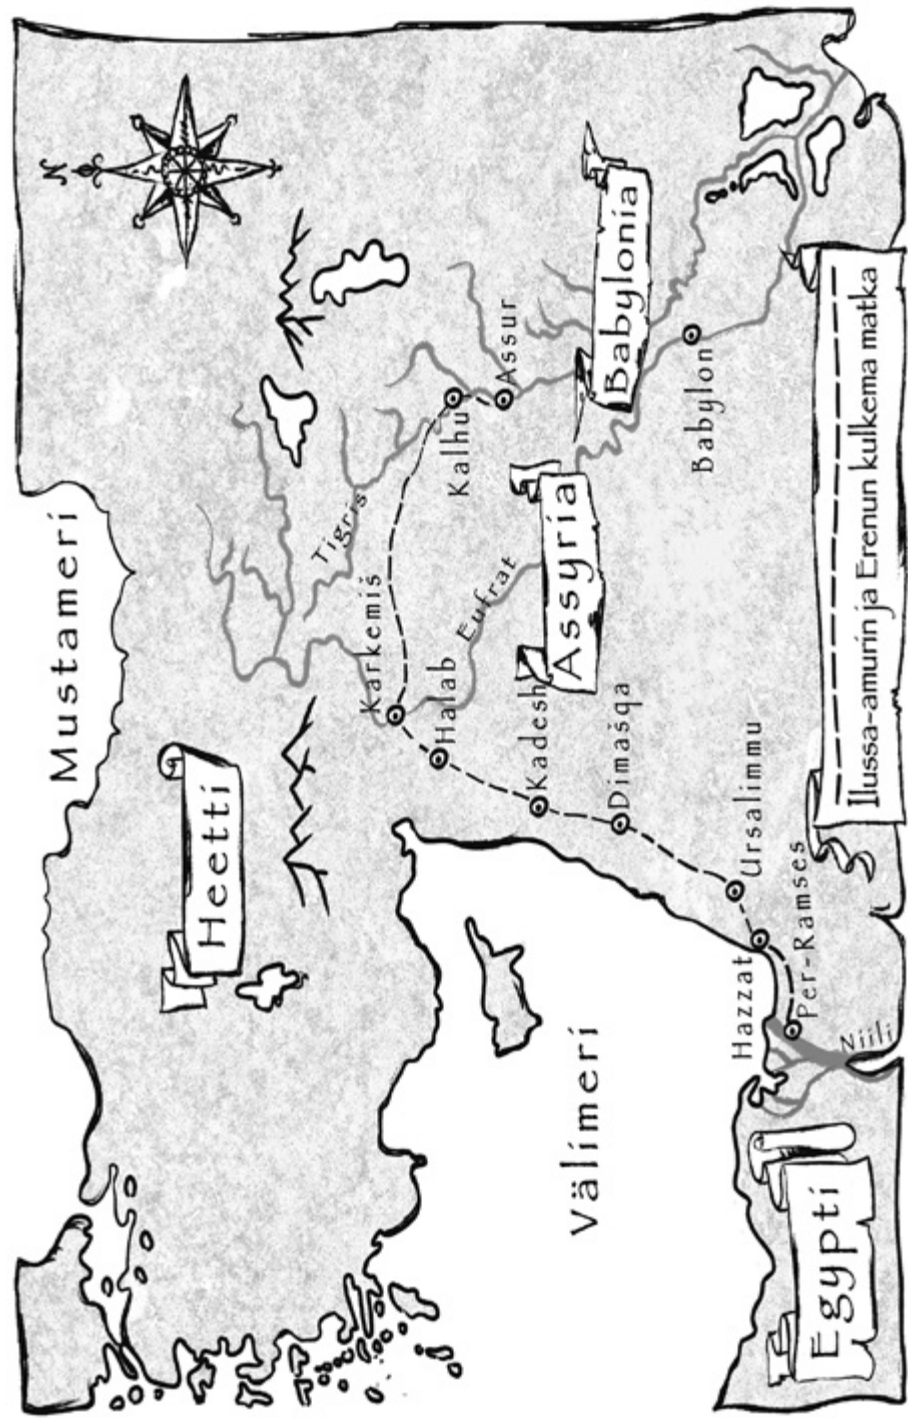 N
Mustameri
Heetti
Tigris
Karkemiš
Halab
Eufrat
Kalhu
Assur
Assyria
Babylonia
Babylon
Kadesh
Dimašqa
Ursalimmu
Hazzat
Per-Ramses
Niili
Välimeri
Egypti
Ilussa-amurin ja Erenun kulkema matka